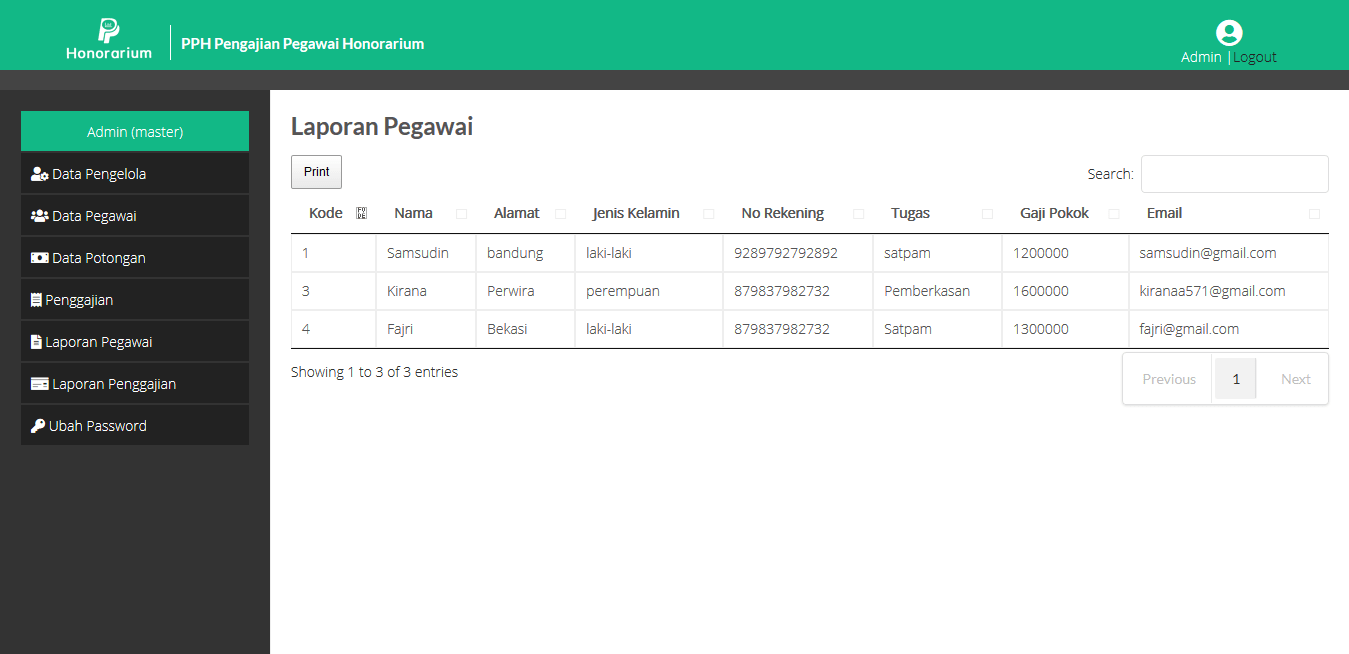 Honorarium
PPH Pengajian Pegawai Honorarium
Admin |Logout
Admin (master)
Data Pengelola
Data Pegawai
Data Potongan
Penggajian
Laporan Pegawai
Laporan Penggajian
Ubah Password
Laporan Pegawai
Print
Search:
Kode Nama Alamat Jenis Kelamin No Rekening Tugas Gaji Pokok Email
1 Samsudin bandung laki-laki 9289792792892 satpam 1200000 samsudin@gmail.com
3 Kirana Perwira perempuan 879837982732 Pemberkasan 1600000 kiranaa571@gmail.com
4 Fajri Bekasi laki-laki 879837982732 Satpam 1300000 fajri@gmail.com
Showing 1 to 3 of 3 entries
Previous 1 Next